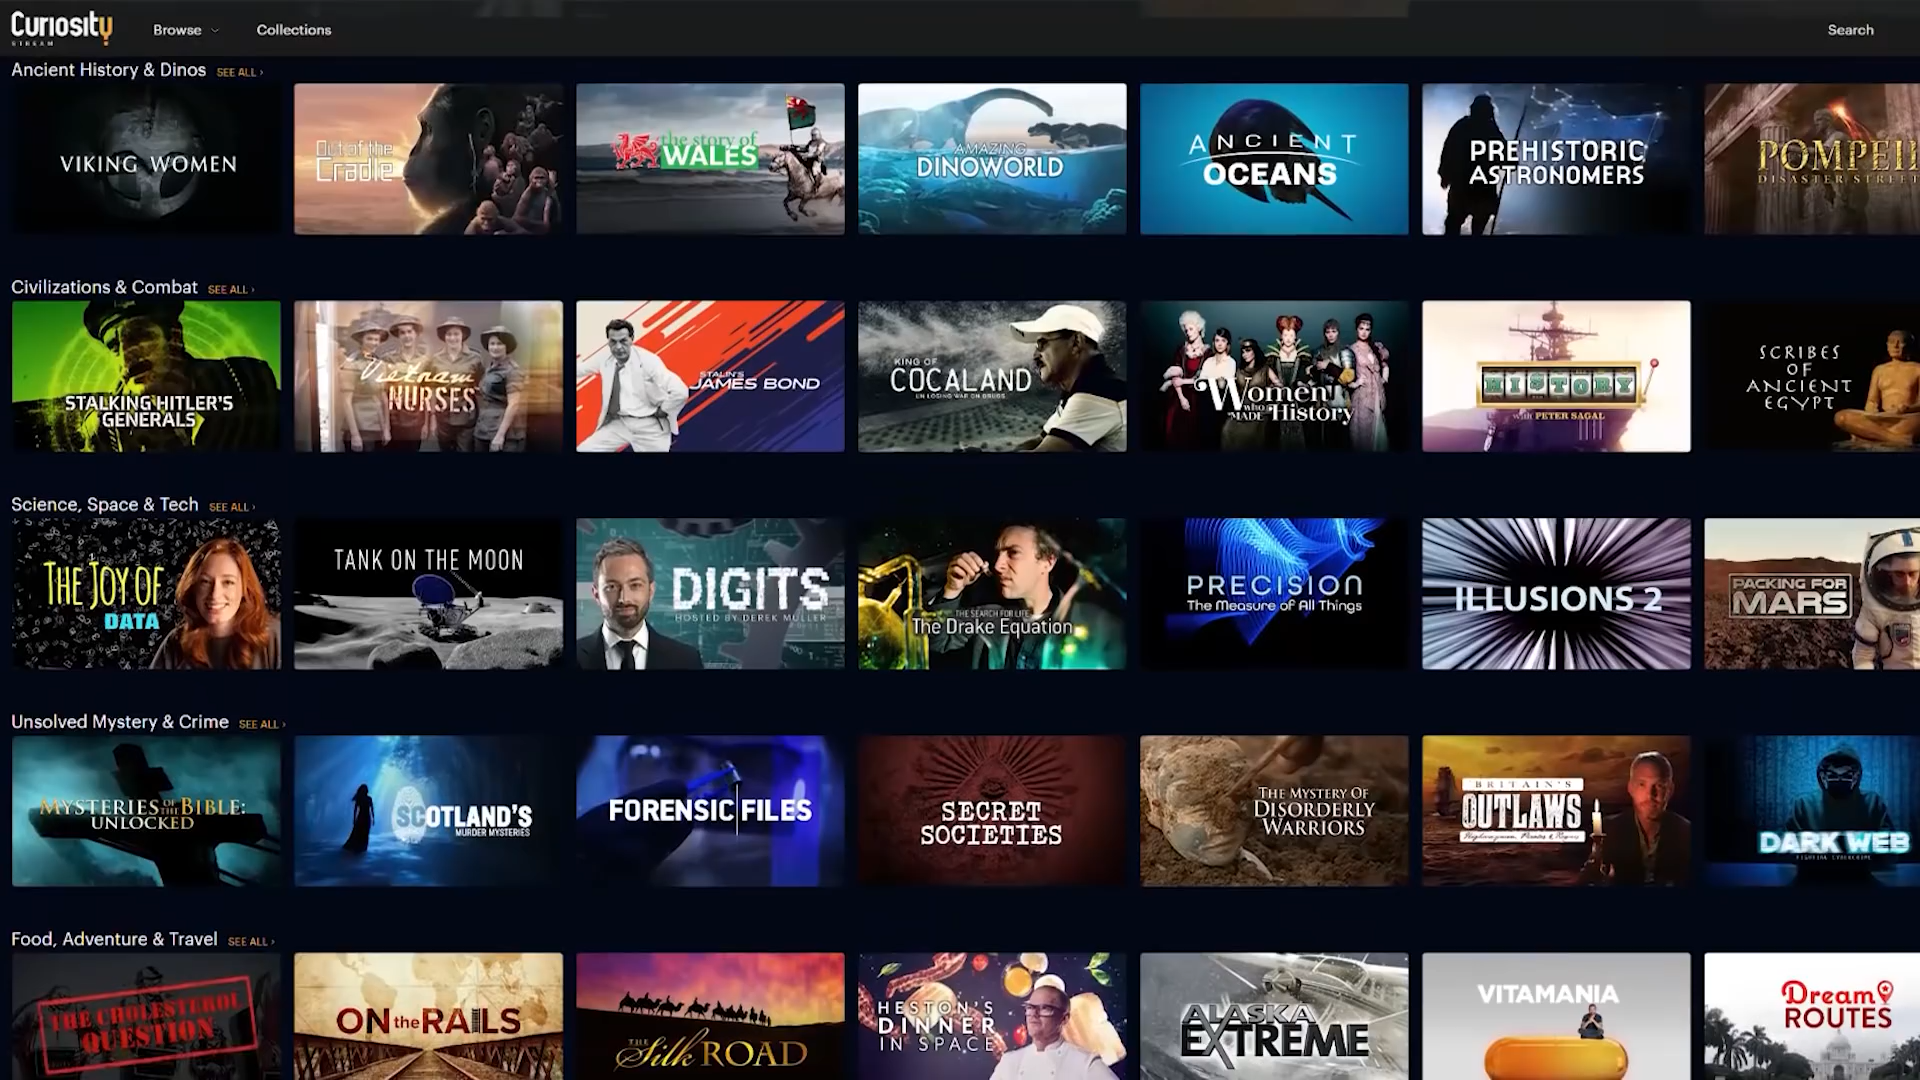 Curiosity
STREAM
Browse
Collections
Search
Ancient History & Dinos SEE ALL ›
VIKING WOMEN
Out of the
Cradle
the story of
WALES
AMAZING
DINOWORLD
ANCIENT
OCEANS
PREHISTORIC
ASTRONOMERS
POMPEII
DISASTER STREET
Civilizations & Combat SEE ALL ›
STALKING HITLER'S
GENERALS
Vietnam
NURSES
STALIN'S
JAMES BOND
KING OF
COCALAND
Women
who MADE History
HISTORY
with PETER SAGAL
SCRIBES
OF
ANCIENT
EGYPT
Science, Space & Tech SEE ALL ›
THE JOY OF
DATA
TANK ON THE MOON
DIGITS
HOSTED BY DEREK MULLER
THE SEARCH FOR LIFE
The Drake Equation
PRECISION
The Measure of All Things
ILLUSIONS 2
PACKING FOR
MARS
Unsolved Mystery & Crime SEE ALL ›
MYSTERIES OF THE BIBLE:
UNLOCKED
SCOTLAND'S
MURDER MYSTERIES
FORENSIC FILES
SECRET
SOCIETIES
THE MYSTERY OF
DISORDERLY
WARRIORS
BRITAIN'S
OUTLAWS
DARK WEB
FIGHTING CYBERCRIME
Food, Adventure & Travel SEE ALL ›
THE CHOLESTEROL
QUESTION
ON the RAILS
THE Silk ROAD
HESTON'S
DINNER
IN SPACE
ALASKA
EXTREME
VITAMANIA
Dream
ROUTES